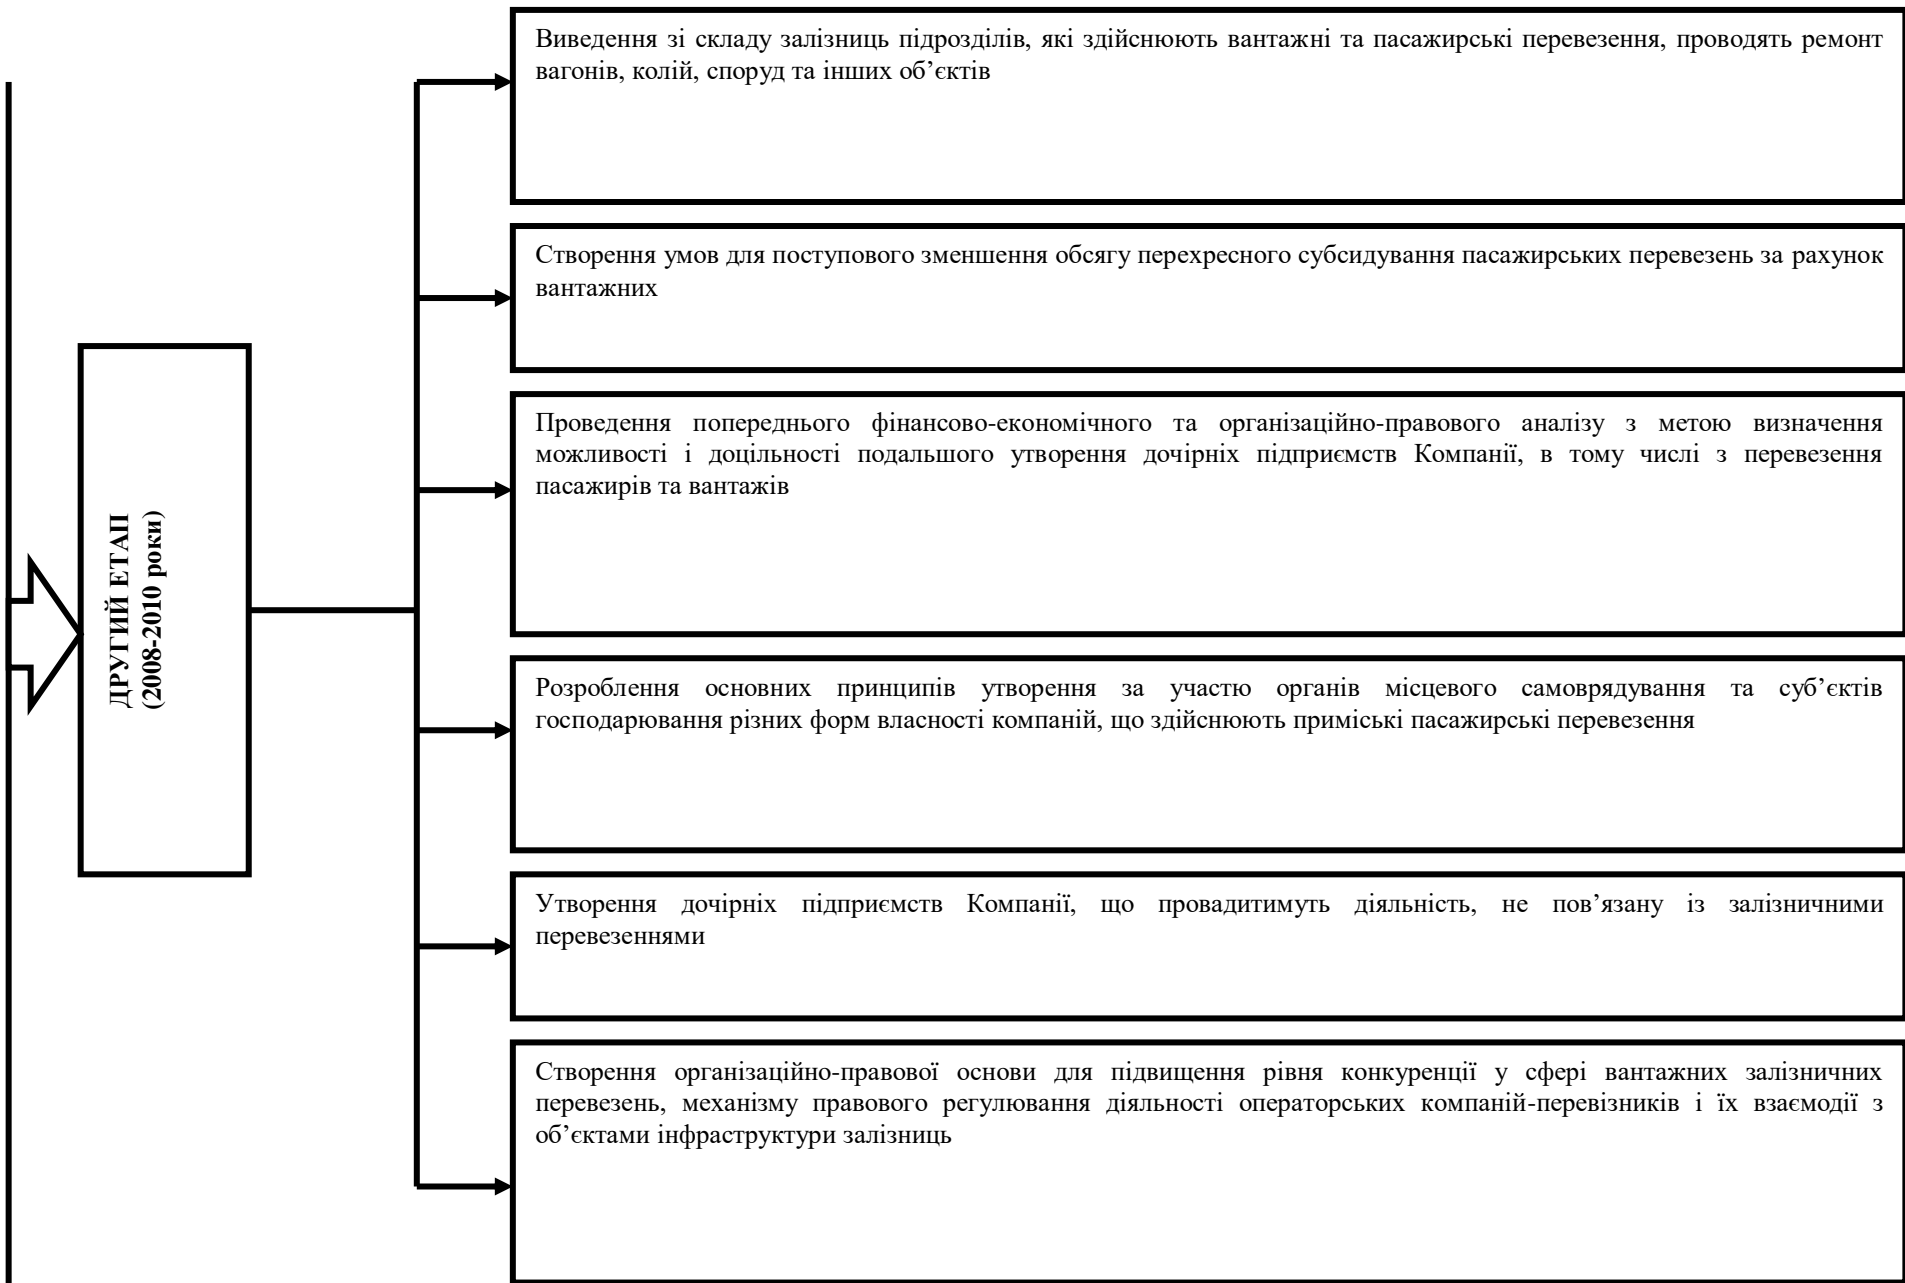 ДРУГИЙ ЕТАП
(2008-2010 роки)
Виведення зі складу залізниць підрозділів, які здійснюють вантажні та пасажирські перевезення, проводять ремонт
вагонів, колій, споруд та інших об’єктів
Створення умов для поступового зменшення обсягу перехресного субсидування пасажирських перевезень за рахунок
вантажних
Проведення попереднього фінансово-економічного та організаційно-правового аналізу з метою визначення
можливості і доцільності подальшого утворення дочірніх підприємств Компанії, в тому числі з перевезення
пасажирів та вантажів
Розроблення основних принципів утворення за участю органів місцевого самоврядування та суб’єктів
господарювання різних форм власності компаній, що здійснюють приміські пасажирські перевезення
Утворення дочірніх підприємств Компанії, що провадитимуть діяльність, не пов’язану із залізничними
перевезеннями
Створення організаційно-правової основи для підвищення рівня конкуренції у сфері вантажних залізничних
перевезень, механізму правового регулювання діяльності операторських компаній-перевізників і їх взаємодії з
об’єктами інфраструктури залізниць